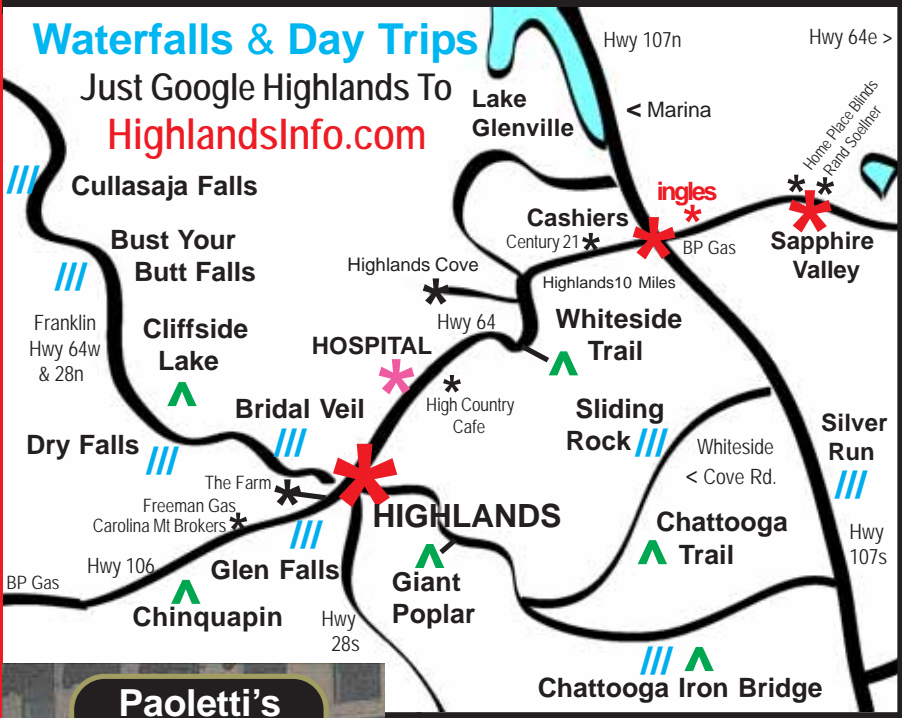 Waterfalls & Day Trips
Just Google Highlands To
HighlandsInfo.com
Hwy 107n
Hwy 64e >
Lake
Glenville
< Marina
Home Place Blinds
Rand Soellner
/// Cullasaja Falls
ingles
*
Cashiers
Century 21 *
BP Gas
Sapphire
Valley
Bust Your
Butt Falls
///
Highlands Cove
Highlands10 Miles
Franklin
Hwy 64w
& 28n
Cliffside
Lake
Hwy 64
Whiteside
Trail
HOSPITAL
High Country
Cafe
Bridal Veil
///
Sliding
Rock ///
Silver
Run
///
Dry Falls
///
Whiteside
< Cove Rd.
The Farm
Freeman Gas
Carolina Mt Brokers *
HIGHLANDS
Chattooga
Trail
Hwy
107s
///
Glen Falls
Hwy 106
BP Gas
Giant
Poplar
Chinquapin
Hwy
28s
///
Chattooga Iron Bridge
Paoletti's